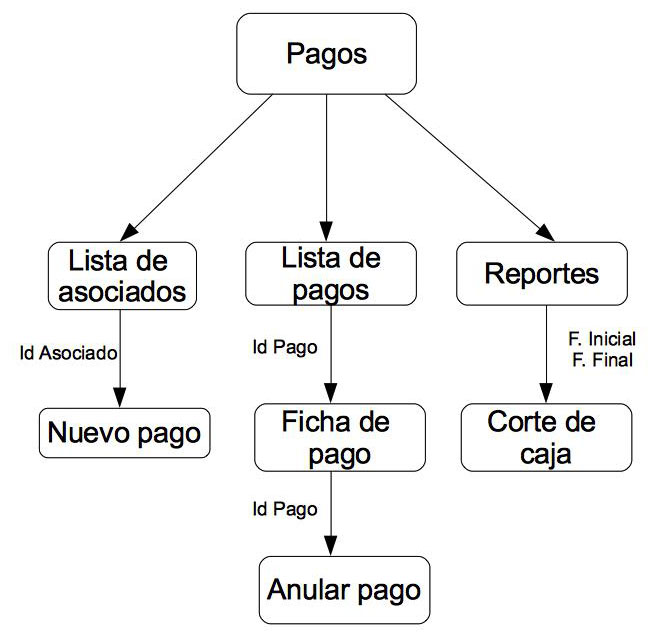 Pagos
Lista de
asociados
Lista de
pagos
Reportes
Id Asociado
Id Pago
F. Inicial
F. Final
Nuevo pago
Ficha de
pago
Corte de
caja
Id Pago
Anular pago